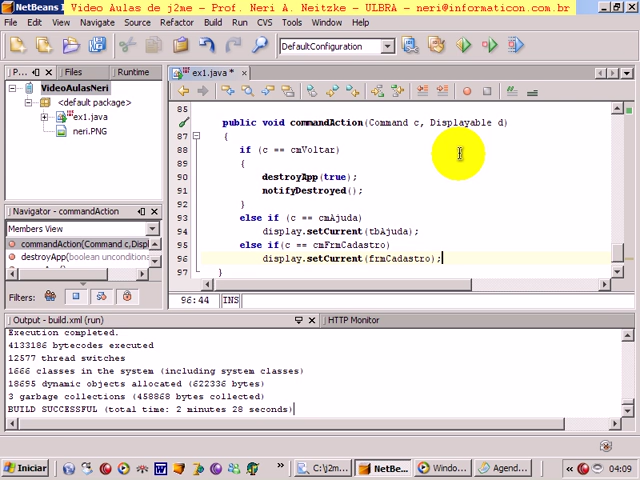 NetBeans
Video Aulas de j2me - Prof. Neri A. Neitzke - ULBRA - neri@informaticon.com.br
File Edit View Navigate Source Refactor Build Run CVS Tools Window Help
DefaultConfiguration
P... Files Runtime
ex1.java *
VideoAulasNeri
<default package>
ex1.java
neri.PNG
85
public void commandAction(Command c, Displayable d)
87 {
88 if (c == cmVoltar)
89 {
90 destroyApp(true);
91 notifyDestroyed();
92 }
93 else if (c == cmAjuda)
94 display.setCurrent(tbAjuda);
95 else if(c == cmFrmCadastro)
96 display.setCurrent(frmCadastro);
97 }
Navigator - commandAction
Members View
commandAction(Command c,Displ
destroyApp(boolean unconditiona
Filters:
96:44 INS
Output - build.xml (run)
HTTP Monitor
Execution completed.
4133186 bytecodes executed
12577 thread switches
1666 classes in the system (including system classes)
18695 dynamic objects allocated (622336 bytes)
3 garbage collections (458868 bytes collected)
BUILD SUCCESSFUL (total time: 2 minutes 28 seconds)
Iniciar
C:\j2m...
NetBe...
Windo...
Agend...
04:09